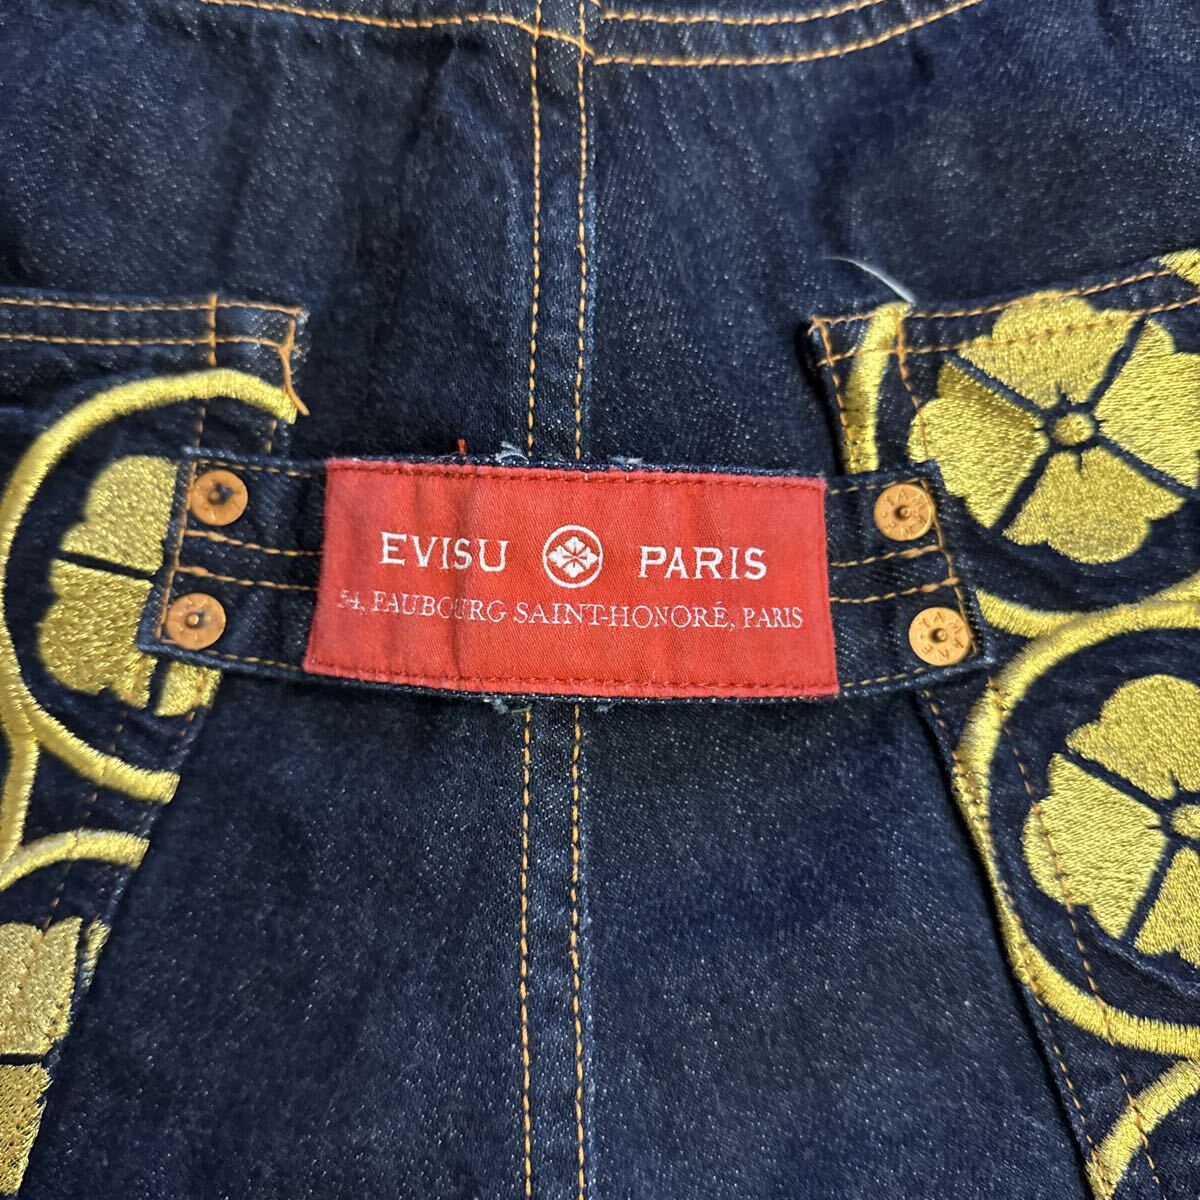 EVISU PARIS
54, FAUBOURG SAINT-HONORÉ, PARIS